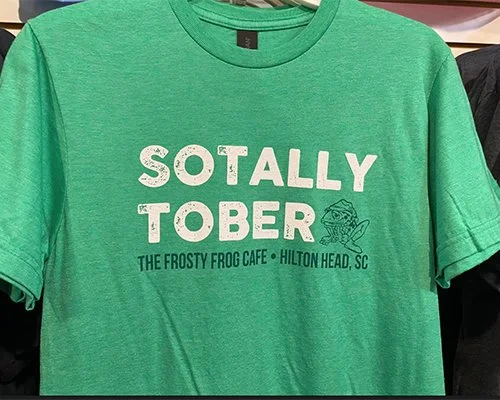 SOTALLY
TOBER
THE FROSTY FROG CAFE • HILTON HEAD, SC